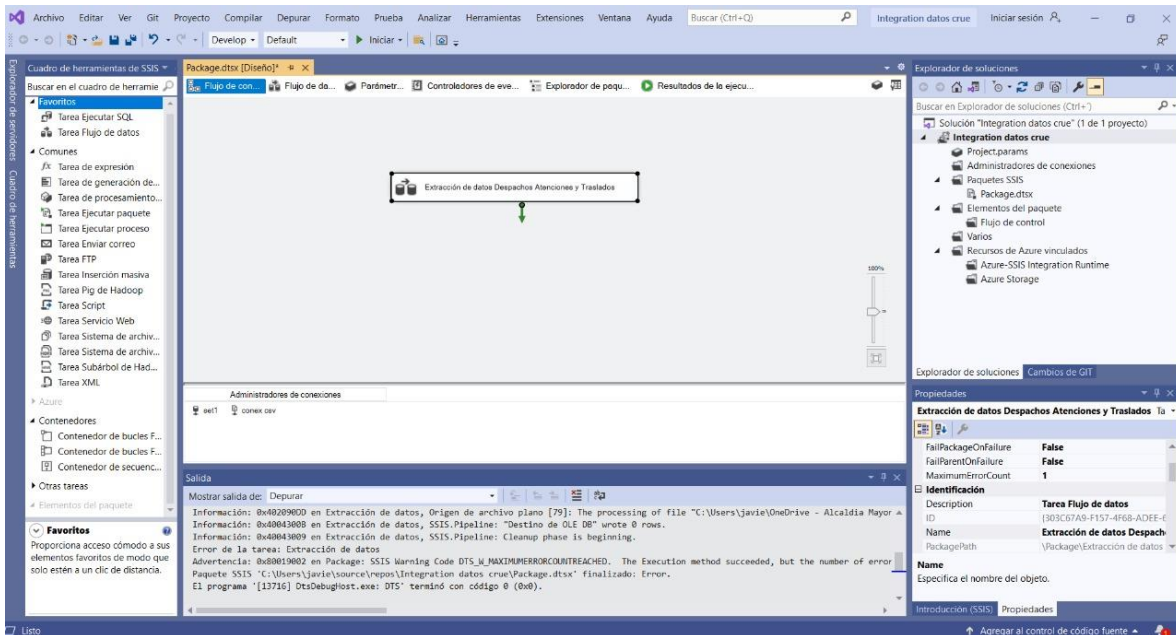 Archivo Editar Ver Git Proyecto Compilar Depurar Formato Prueba Analizar Herramientas Extensiones Ventana Ayuda Buscar (Ctrl+Q) Integration datos crue Iniciar sesión
Develop Default Iniciar
Explorador de servidores Cuadro de herramientas
Cuadro de herramientas de SSIS
Buscar en el cuadro de herramie
Favoritos
Tarea Ejecutar SQL
Tarea Flujo de datos
Comunes
Tarea de expresión
Tarea de generación de...
Tarea de procesamiento...
Tarea Ejecutar paquete
Tarea Ejecutar proceso
Tarea Enviar correo
Tarea FTP
Tarea Inserción masiva
Tarea Pig de Hadoop
Tarea Script
Tarea Servicio Web
Tarea Sistema de archiv...
Tarea Sistema de archiv...
Tarea Subárbol de Had...
Tarea XML
Azure
Contenedores
Contenedor de bucles F...
Contenedor de bucles F...
Contenedor de secuenc...
Otras tareas
Elementos del paquete
Favoritos
Proporciona acceso cómodo a sus
elementos favoritos de modo que
solo estén a un clic de distancia.
Package.dtsx [Diseño]*
Flujo de con... Flujo de da... Parámetr... Controladores de eve... Explorador de paqu... Resultados de la ejecu...
Extracción de datos Despachos Atenciones y Traslados
100%
Administradores de conexiones
conex csv
Salida
Mostrar salida de: Depurar
Información: 0x402090DD en Extracción de datos, Origen de archivo plano [79]: The processing of file "C:\Users\javie\OneDrive - Alcaldia Mayor
Información: 0x4004300B en Extracción de datos, SSIS.Pipeline: "Destino de OLE DB" wrote 0 rows.
Información: 0x40043009 en Extracción de datos, SSIS.Pipeline: Cleanup phase is beginning.
Error de la tarea: Extracción de datos
Advertencia: 0x80019002 en Package: SSIS Warning Code DTS_W_MAXIMUMERRORCOUNTREACHED. The Execution method succeeded, but the number of error
Paquete SSIS "C:\Users\javie\source\repos\Integration datos crue\Package.dtsx" finalizado: Error.
El programa '[13716] DtsDebugHost.exe: DTS' terminó con código 0 (0x0).
Explorador de soluciones
Buscar en Explorador de soluciones (Ctrl+´)
Solución "Integration datos crue" (1 de 1 proyecto)
Integration datos crue
Project.params
Administradores de conexiones
Paquetes SSIS
Package.dtsx
Elementos del paquete
Flujo de control
Varios
Recursos de Azure vinculados
Azure-SSIS Integration Runtime
Azure Storage
Explorador de soluciones Cambios de GIT
Propiedades
Extracción de datos Despachos Atenciones y Traslados Ta
FailPackageOnFailure False
FailParentOnFailure False
MaximumErrorCount 1
Identificación
Description Tarea Flujo de datos
ID {303C67A9-F157-4F68-ADEE-
Name Extracción de datos Despach
PackagePath \Package\Extracción de datos
Name
Especifica el nombre del objeto.
Introducción (SSIS) Propiedades
Listo Agregar al control de código fuente